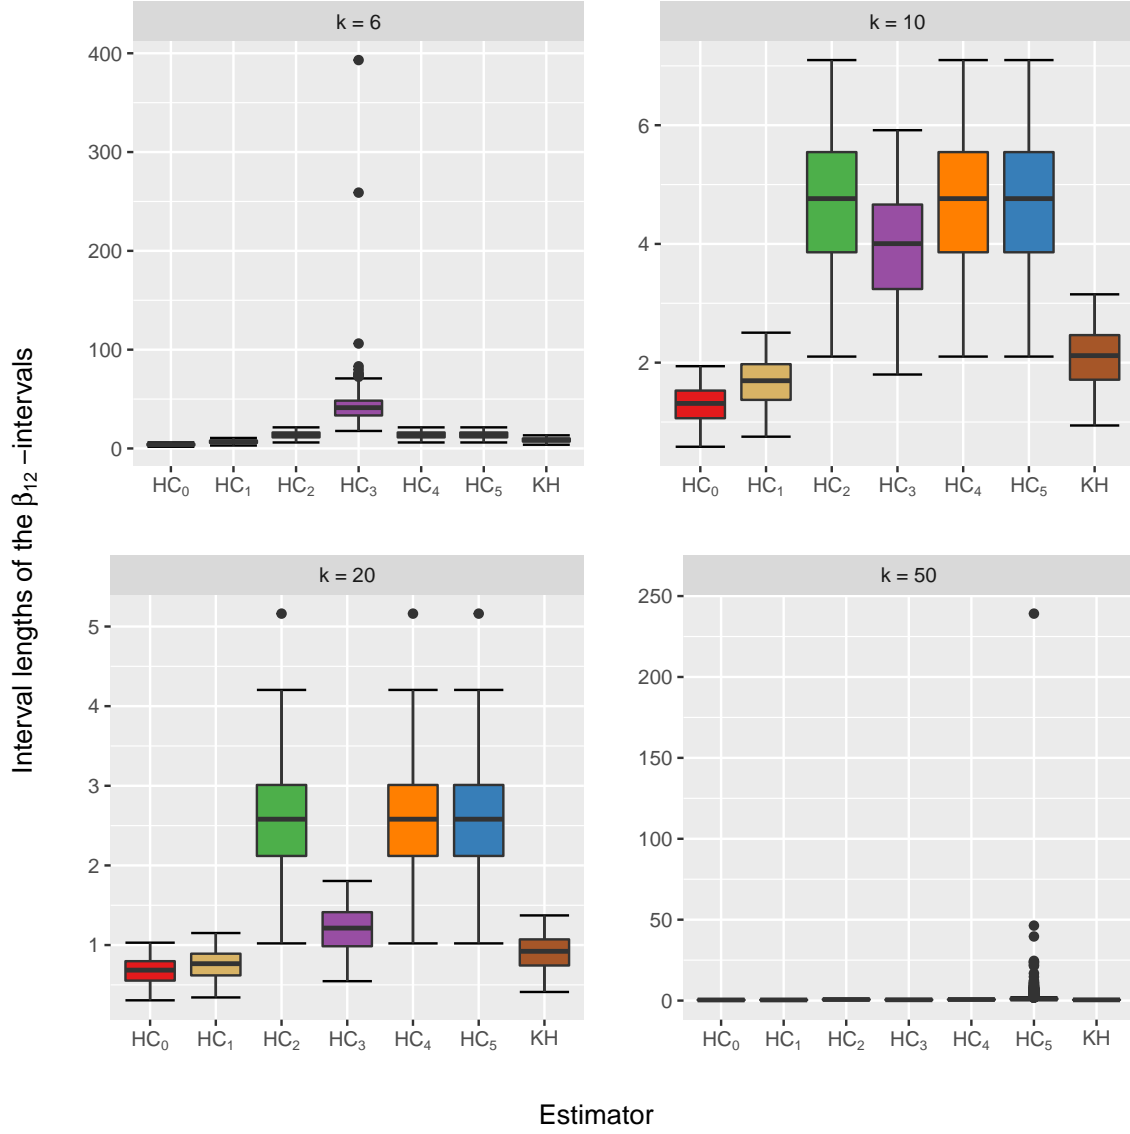 k = 6
400
300
200
100
0
HC₀ HC₁ HC₂ HC₃ HC₄ HC₅ KH
k = 10
6
4
2
HC₀ HC₁ HC₂ HC₃ HC₄ HC₅ KH
Interval lengths of the β₁₂ −intervals
k = 20
5
4
3
2
1
HC₀ HC₁ HC₂ HC₃ HC₄ HC₅ KH
k = 50
250
200
150
100
50
0
HC₀ HC₁ HC₂ HC₃ HC₄ HC₅ KH
Estimator